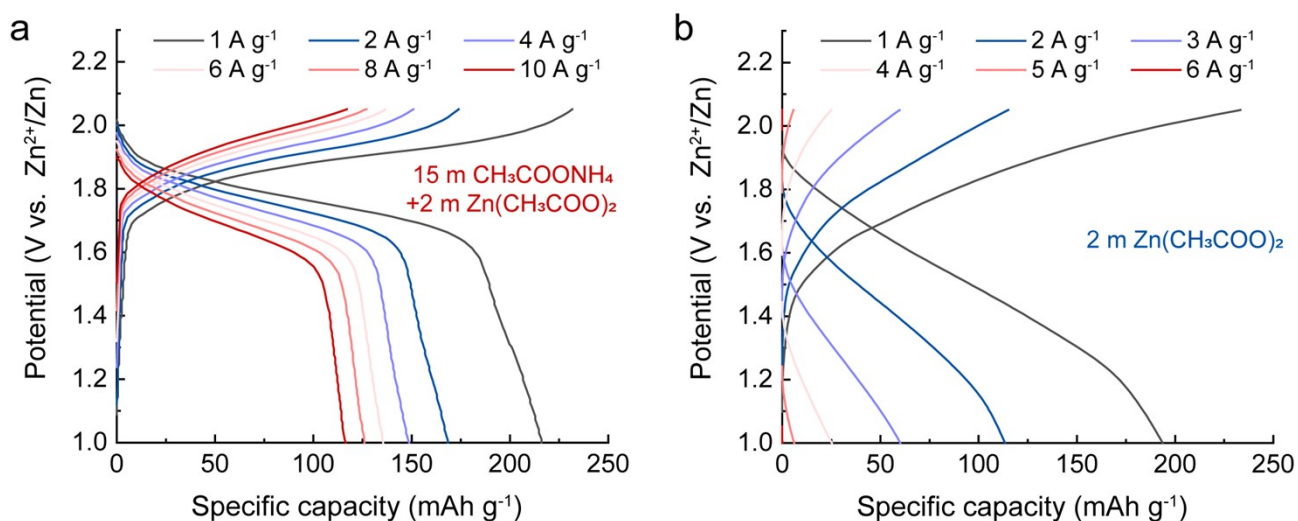 a
1 A g⁻¹ 2 A g⁻¹ 4 A g⁻¹
6 A g⁻¹ 8 A g⁻¹ 10 A g⁻¹
2.2
2.0
1.8
1.6
1.4
1.2
1.0
Potential (V vs. Zn²⁺/Zn)
15 m CH₃COONH₄
+2 m Zn(CH₃COO)₂
0 50 100 150 200 250
Specific capacity (mAh g⁻¹)
b
1 A g⁻¹ 2 A g⁻¹ 3 A g⁻¹
4 A g⁻¹ 5 A g⁻¹ 6 A g⁻¹
2.2
2.0
1.8
1.6
1.4
1.2
1.0
Potential (V vs. Zn²⁺/Zn)
2 m Zn(CH₃COO)₂
0 50 100 150 200 250
Specific capacity (mAh g⁻¹)